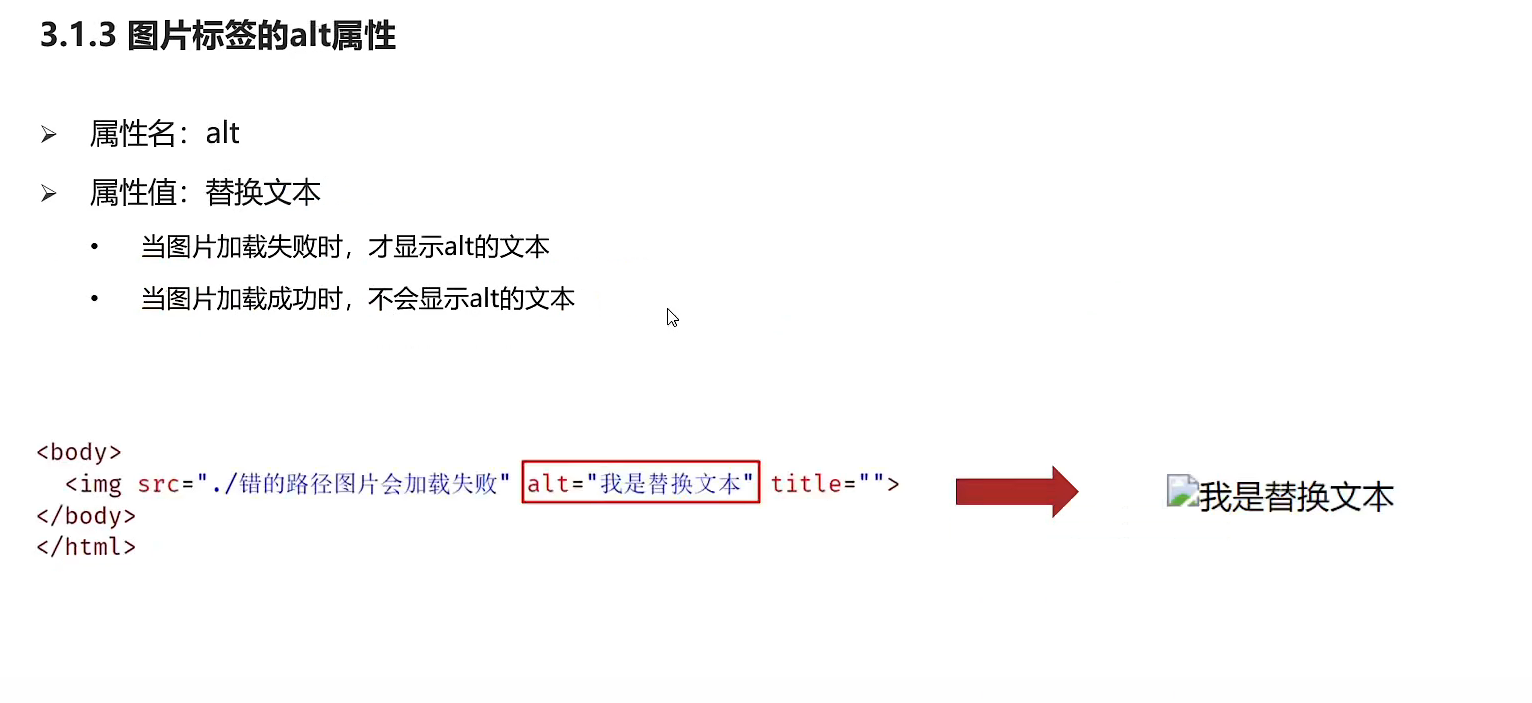 3.1.3 图片标签的alt属性
属性名：alt
属性值：替换文本
当图片加载失败时，才显示alt的文本
当图片加载成功时，不会显示alt的文本
<body>
<img src="./错的路径图片会加载失败" alt="我是替换文本" title="">
</body>
</html>
我是替换文本